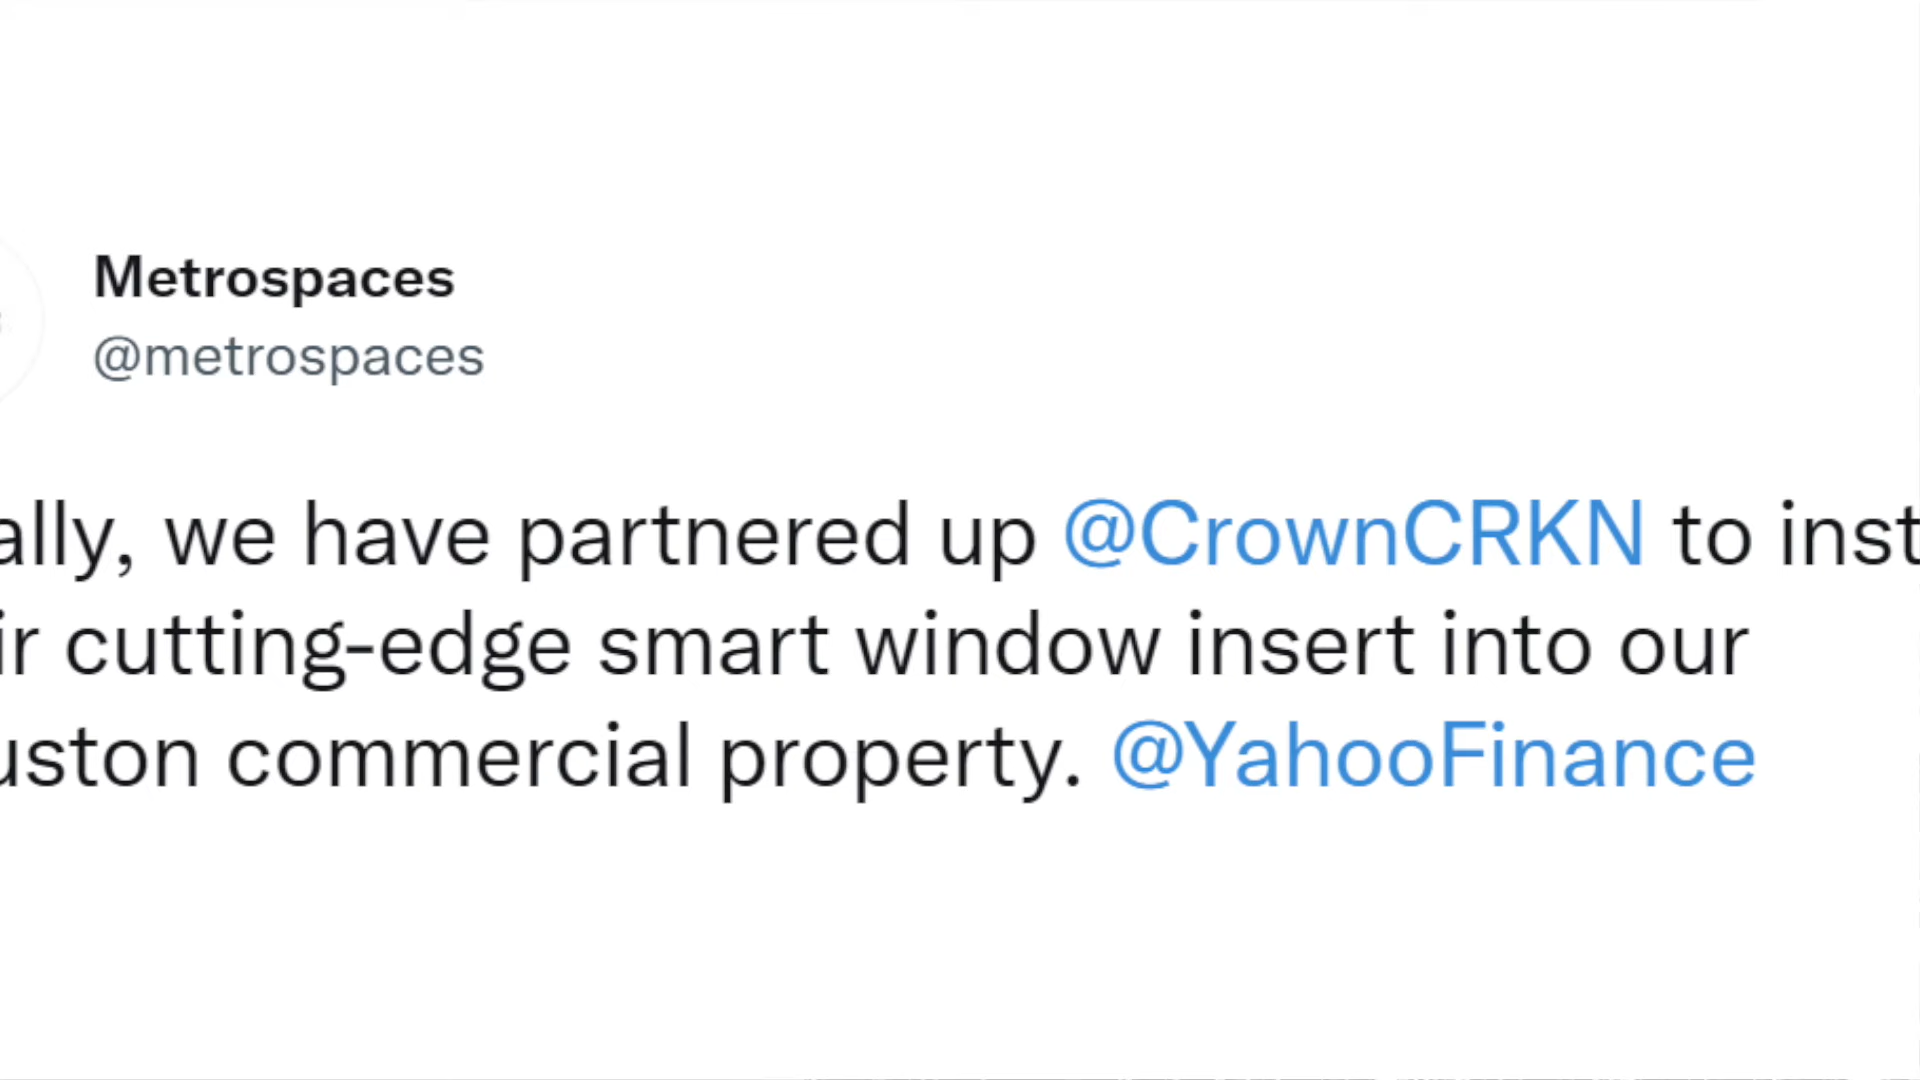 Metrospaces
@metrospaces
ally, we have partnered up @CrownCRKN to inst
ir cutting-edge smart window insert into our
uston commercial property. @YahooFinance